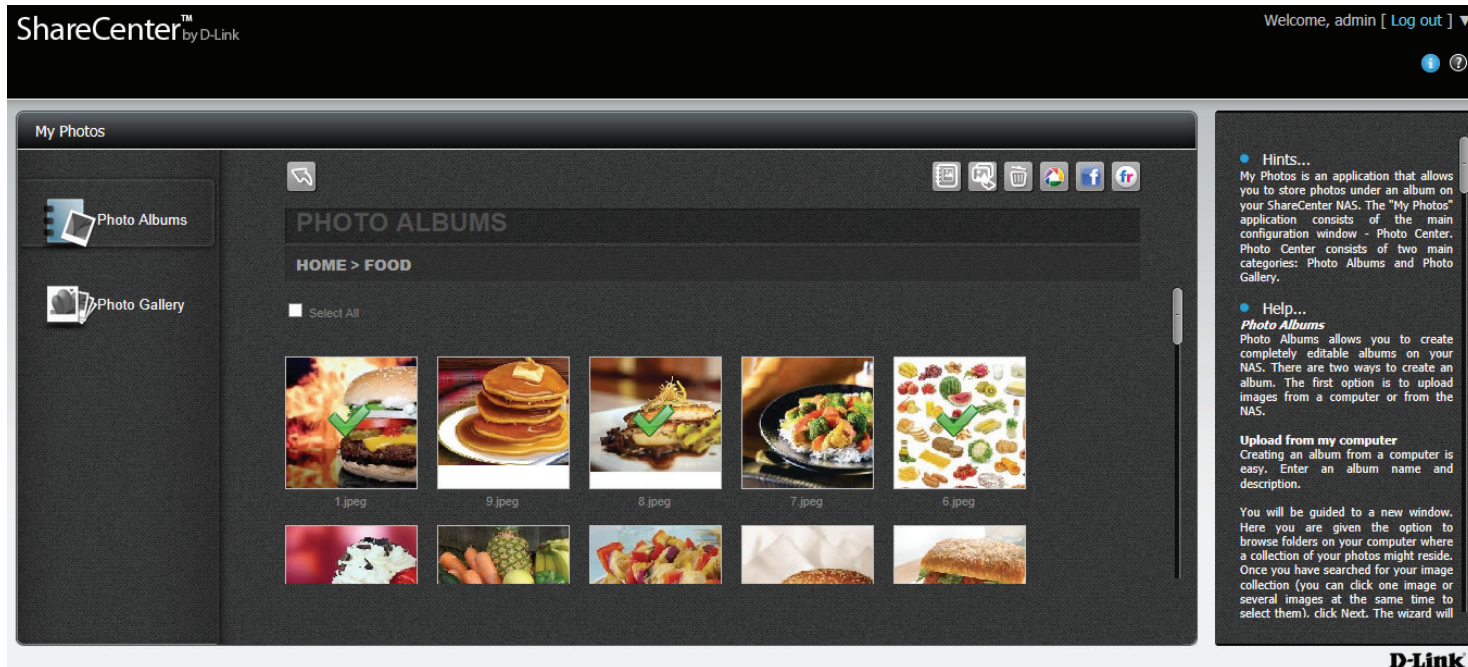 ShareCenter™ by D-Link
Welcome, admin [ Log out ]
My Photos
Photo Albums
Photo Gallery
PHOTO ALBUMS
HOME > FOOD
Select All
1.jpeg
9.jpeg
8.jpeg
7.jpeg
6.jpeg
Hints...
My Photos is an application that allows
you to store photos under an album on
your ShareCenter NAS. The "My Photos"
application consists of the main
configuration window - Photo Center.
Photo Center consists of two main
categories: Photo Albums and Photo
Gallery.
Help...
Photo Albums
Photo Albums allows you to create
completely editable albums on your
NAS. There are two ways to create an
album. The first option is to upload
images from a computer or from the
NAS.
Upload from my computer
Creating an album from a computer is
easy. Enter an album name and
description.
You will be guided to a new window.
Here you are given the option to
browse folders on your computer where
a collection of your photos might reside.
Once you have searched for your image
collection (you can click one image or
several images at the same time to
select them), click Next. The wizard will
D-Link